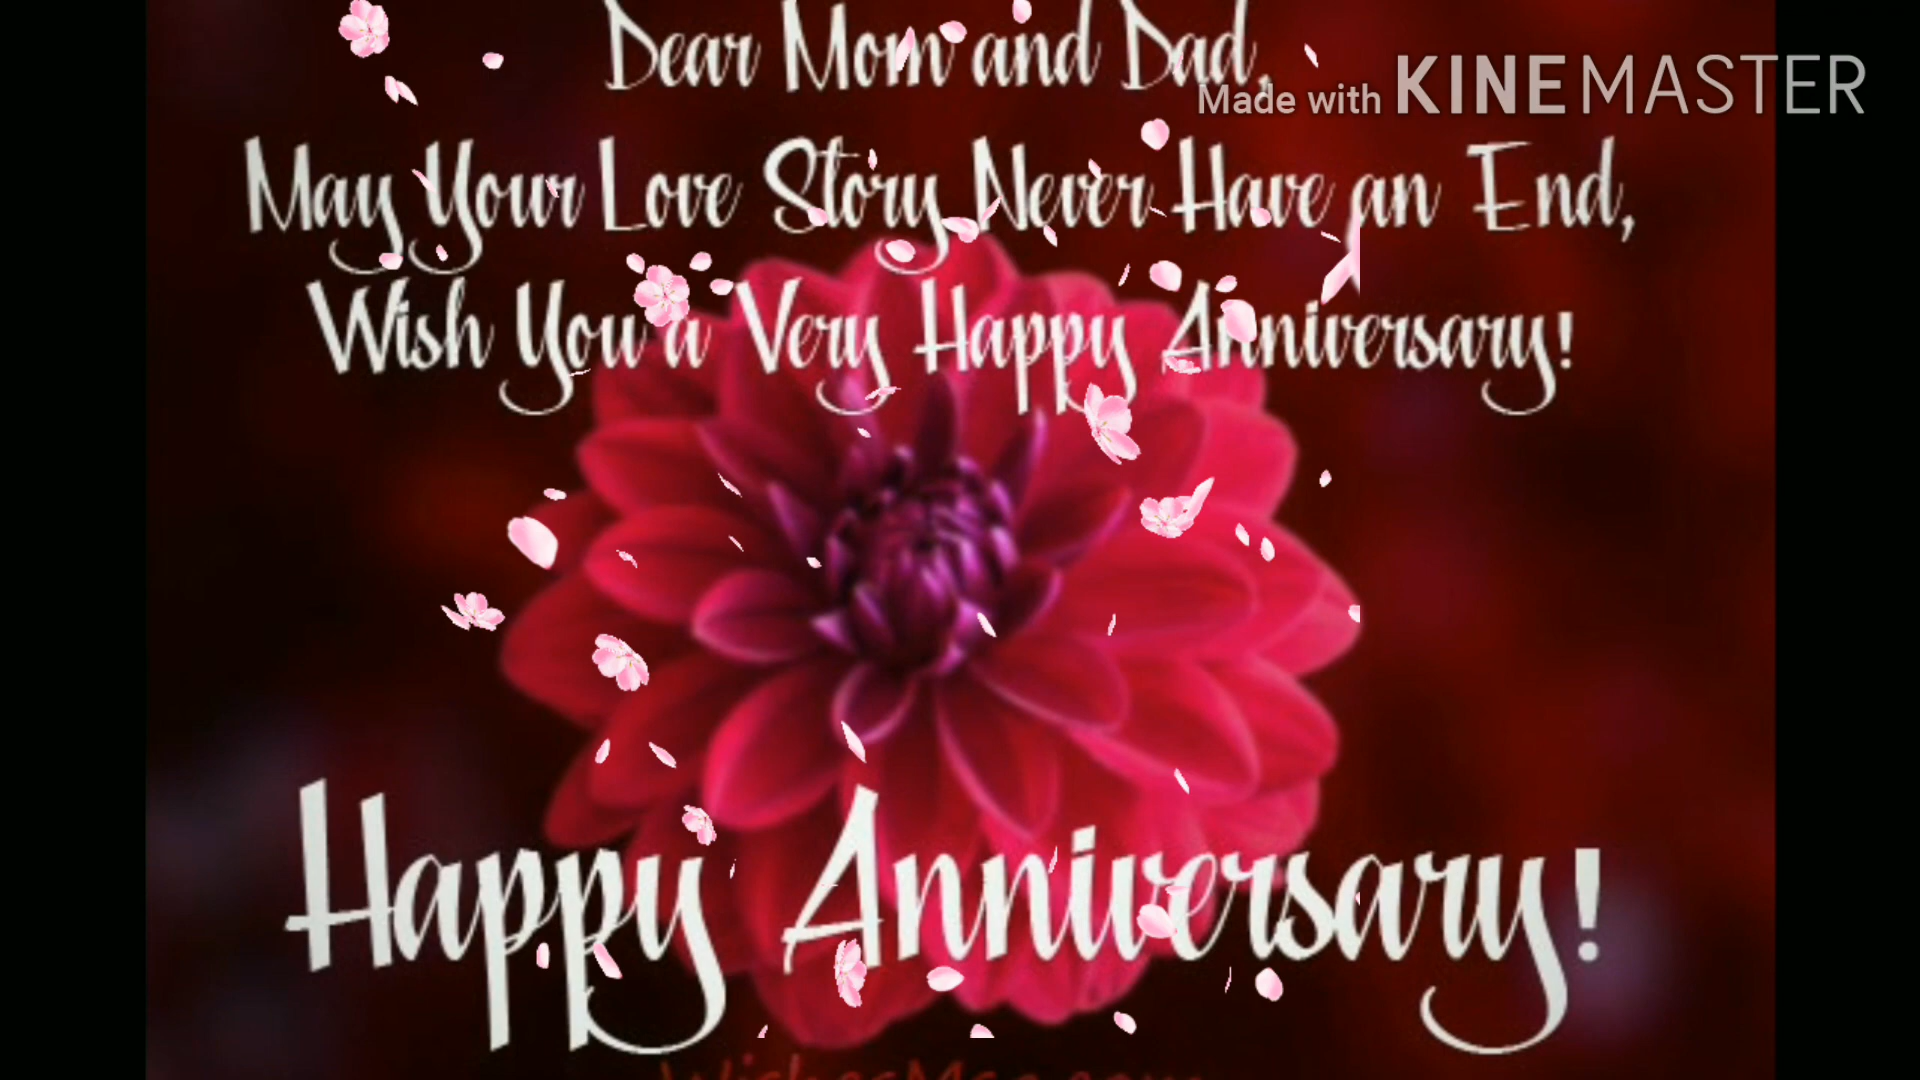 Dear Mom and Dad,
Made with KINEMASTER
May Your Love Story Never Have an End,
Wish You a Very Happy Anniversary!
Happy Anniversary!